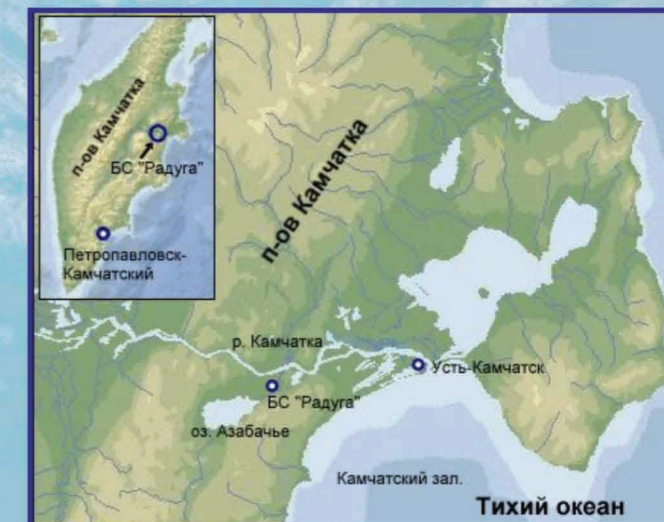 п-ов Камчатка
БС "Радуга"
Петропавловск-
Камчатский
п-ов Камчатка
р. Камчатка
Усть-Камчатск
БС "Радуга"
оз. Азабачье
Камчатский зал.
Тихий океан